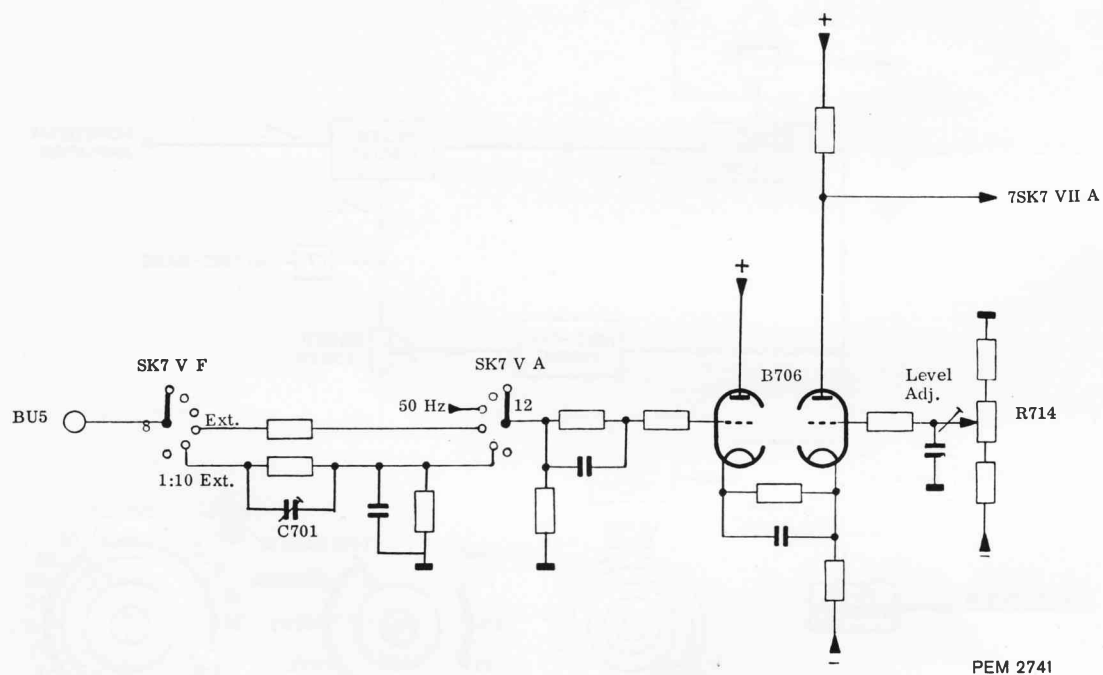 +
7SK7 VII A
+
SK7 V F
SK7 V A
B706
Level
Adj.
50 Hz
12
BU5
8
Ext.
R714
1:10 Ext.
C701
−
−
PEM 2741